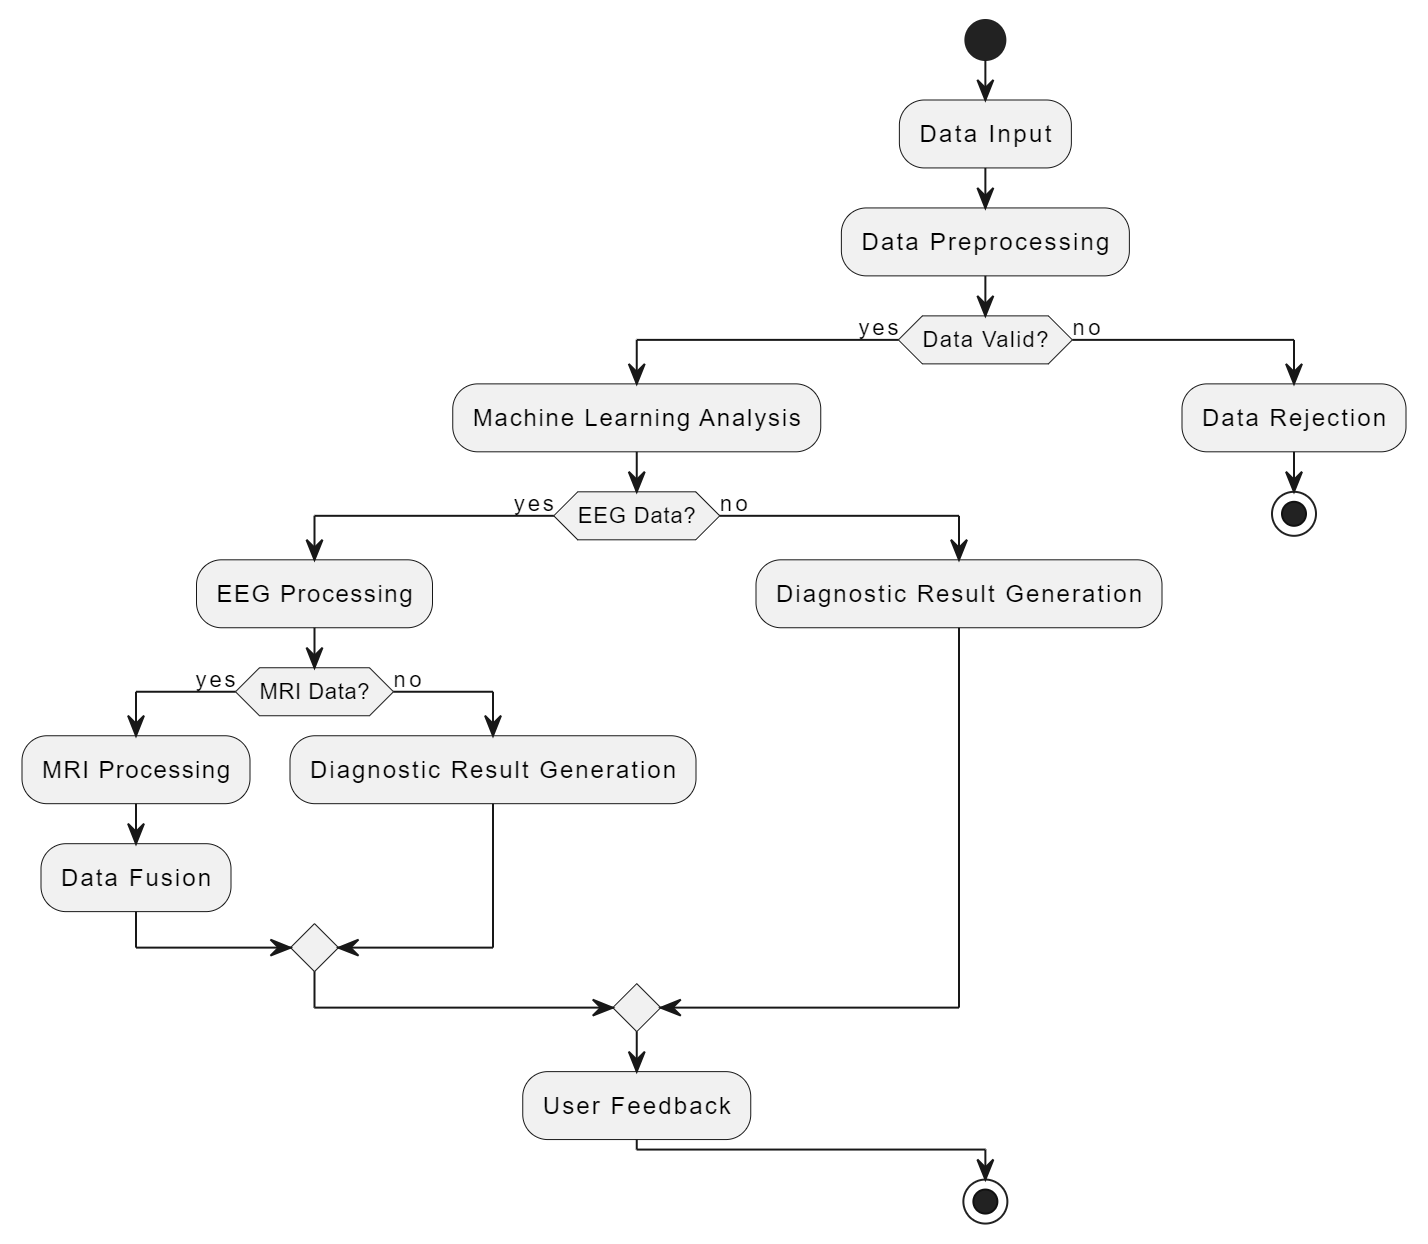 Data Input
Data Preprocessing
yes
Data Valid?
no
Machine Learning Analysis
Data Rejection
yes
EEG Data?
no
EEG Processing
Diagnostic Result Generation
yes
MRI Data?
no
MRI Processing
Diagnostic Result Generation
Data Fusion
User Feedback